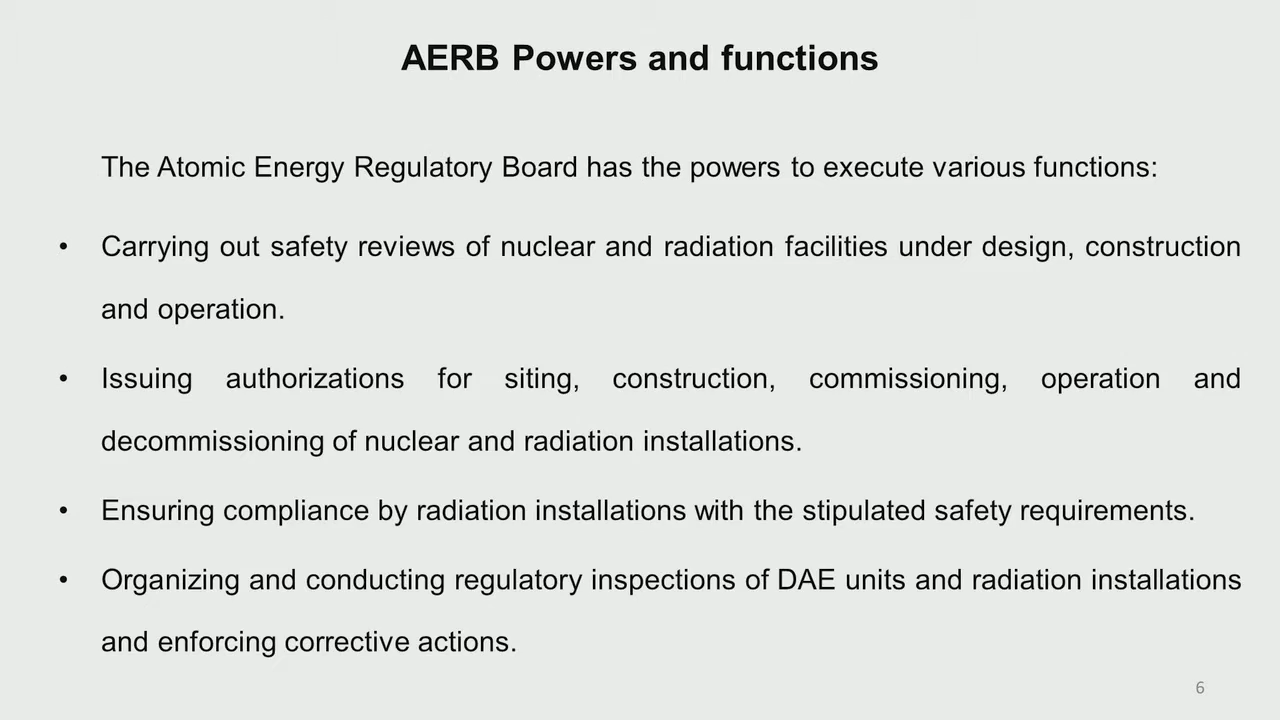 AERB Powers and functions
The Atomic Energy Regulatory Board has the powers to execute various functions:
• Carrying out safety reviews of nuclear and radiation facilities under design, construction
and operation.
• Issuing authorizations for siting, construction, commissioning, operation and
decommissioning of nuclear and radiation installations.
• Ensuring compliance by radiation installations with the stipulated safety requirements.
• Organizing and conducting regulatory inspections of DAE units and radiation installations
and enforcing corrective actions.
6